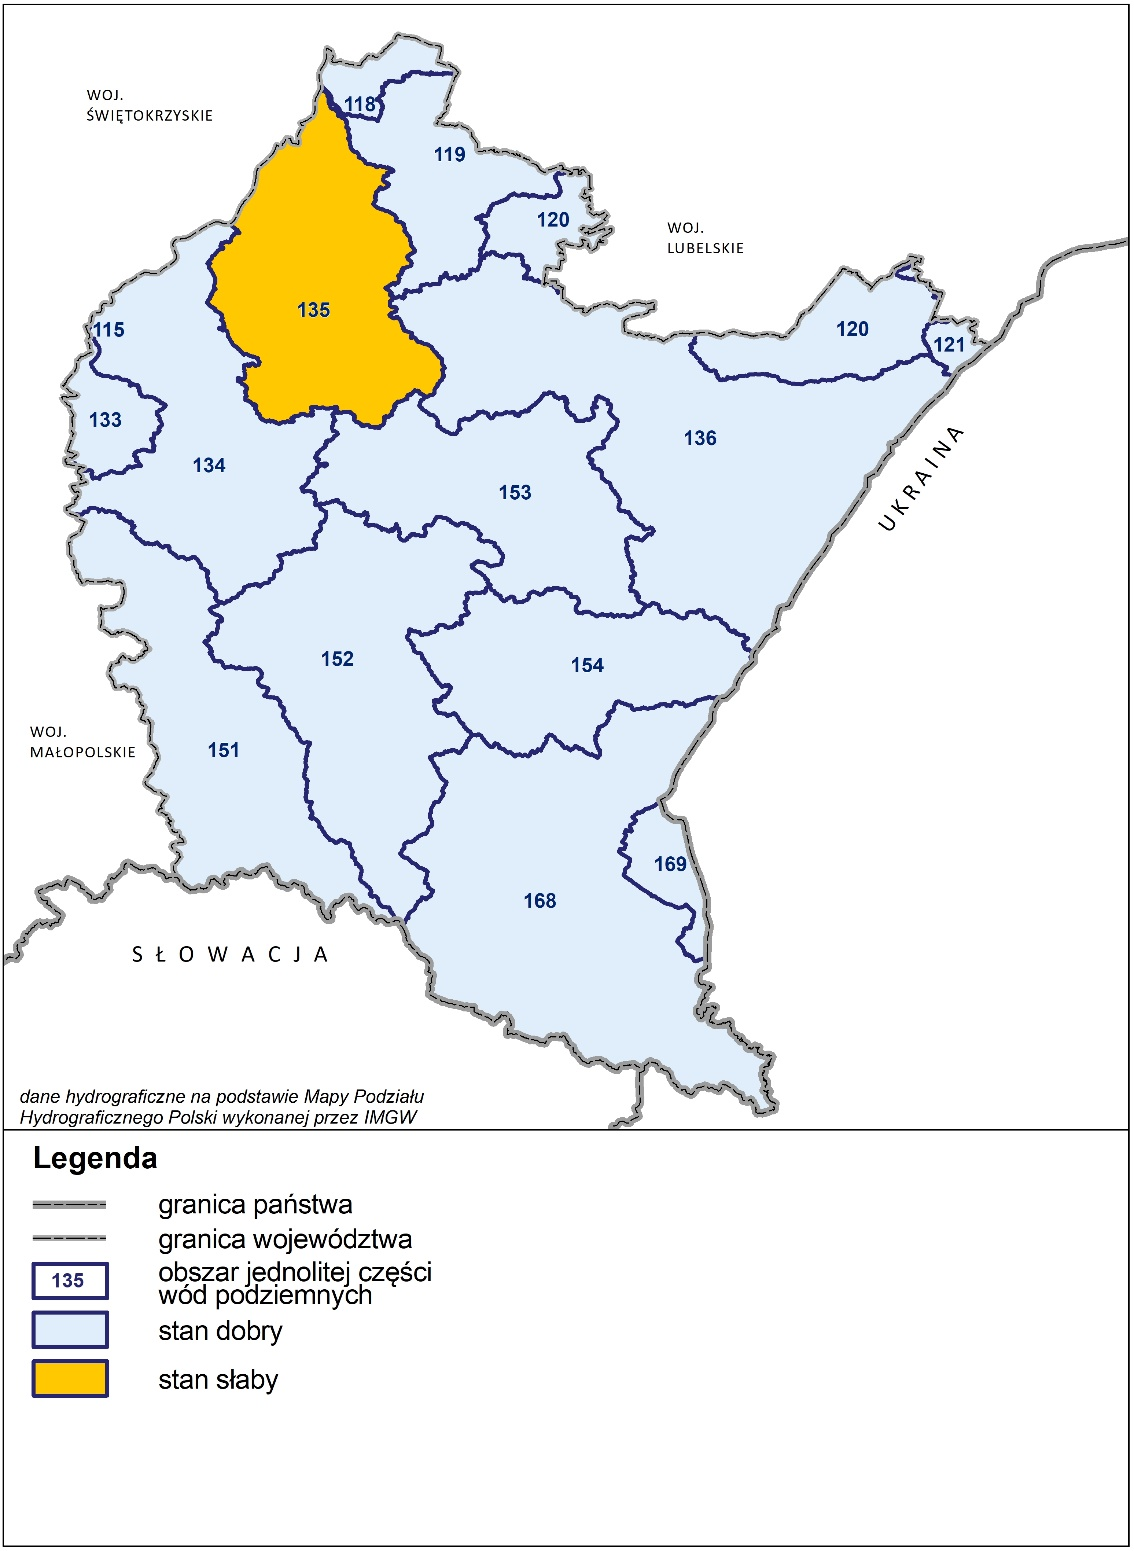 WOJ.
ŚWIĘTOKRZYSKIE
118
119
120
WOJ.
LUBELSKIE
135
115
120
121
133
134
136
153
UKRAINA
152
154
WOJ.
MAŁOPOLSKIE
151
169
168
SŁOWACJA
dane hydrograficzne na podstawie Mapy Podziału
Hydrograficznego Polski wykonanej przez IMGW
Legenda
granica państwa
granica województwa
135
obszar jednolitej części
wód podziemnych
stan dobry
stan słaby